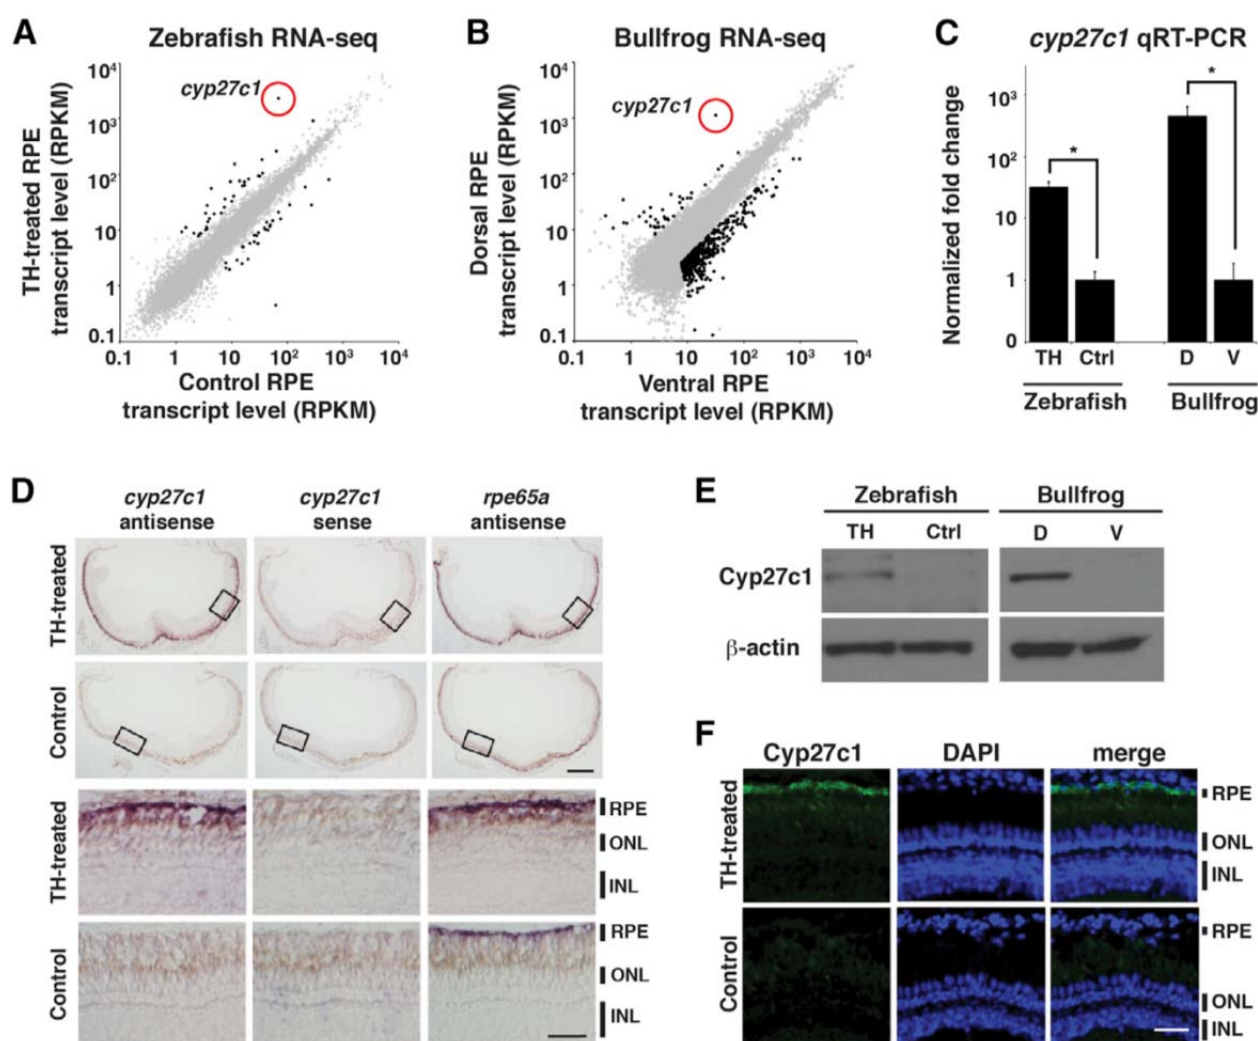 A
Zebrafish RNA-seq
TH-treated RPE
transcript level (RPKM)
10⁴
10³
10²
10
1
0.1
cyp27c1
0.1 1 10 10² 10³ 10⁴
Control RPE
transcript level (RPKM)
B
Bullfrog RNA-seq
Dorsal RPE
transcript level (RPKM)
10⁴
10³
10²
10
1
0.1
cyp27c1
0.1 1 10 10² 10³ 10⁴
Ventral RPE
transcript level (RPKM)
C
cyp27c1 qRT-PCR
Normalized fold change
10³
10²
10
1
0
*
*
TH Ctrl D V
Zebrafish Bullfrog
D
cyp27c1
antisense
cyp27c1
sense
rpe65a
antisense
TH-treated
Control
TH-treated
RPE
ONL
INL
Control
RPE
ONL
INL
E
Zebrafish Bullfrog
TH Ctrl D V
Cyp27c1
β-actin
F
Cyp27c1 DAPI merge
TH-treated
RPE
ONL
INL
Control
RPE
ONL
INL